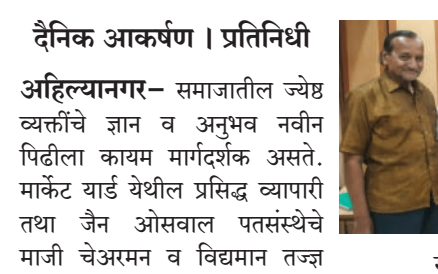 दैनिक आकर्षण । प्रतिनिधी
अहिल्यानगर– समाजातील ज्येष्ठ
व्यक्तींचे ज्ञान व अनुभव नवीन
पिढीला कायम मार्गदर्शक असते.
मार्केट यार्ड येथील प्रसिद्ध व्यापारी
तथा जैन ओसवाल पतसंस्थेचे
माजी चेअरमन व विद्यमान तज्ज्ञ